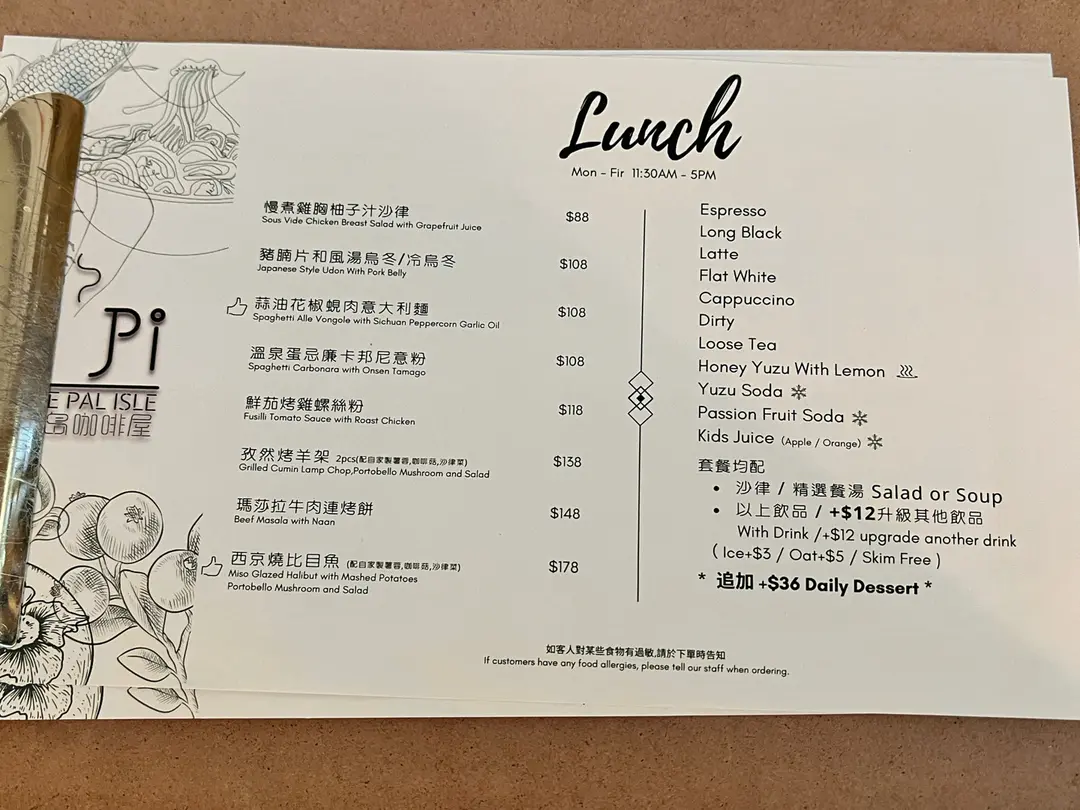 Lunch
Mon - Fir 11:30AM - 5PM
慢煮雞胸柚子汁沙律
Sous Vide Chicken Breast Salad with Grapefruit Juice
$88
豬腩片和風湯烏冬/冷烏冬
Japanese Style Udon With Pork Belly
$108
蒜油花椒蜆肉意大利麵
Spaghetti Alle Vongole with Sichuan Peppercorn Garlic Oil
$108
溫泉蛋忌廉卡邦尼意粉
Spaghetti Carbonara with Onsen Tamago
$108
鮮茄烤雞螺絲粉
Fusilli Tomato Sauce with Roast Chicken
$118
孜然烤羊架 2pcs(配自家製薯蓉,咖啡菇,沙律菜)
Grilled Cumin Lamp Chop,Portobello Mushroom and Salad
$138
瑪莎拉牛肉連烤餅
Beef Masala with Naan
$148
西京燒比目魚 (配自家製薯蓉,咖啡菇,沙律菜)
Miso Glazed Halibut with Mashed Potatoes
Portobello Mushroom and Salad
$178
Espresso
Long Black
Latte
Flat White
Cappuccino
Dirty
Loose Tea
Honey Yuzu With Lemon
Yuzu Soda
Passion Fruit Soda
Kids Juice (Apple / Orange)
套餐均配
• 沙律 / 精選餐湯 Salad or Soup
• 以上飲品 / +$12升級其他飲品
With Drink /+$12 upgrade another drink
( Ice+$3 / Oat+$5 / Skim Free )
* 追加 +$36 Daily Dessert *
如客人對某些食物有過敏,請於下單時告知
If customers have any food allergies, please tell our staff when ordering.
Pi
E PAL ISLE
島咖啡屋